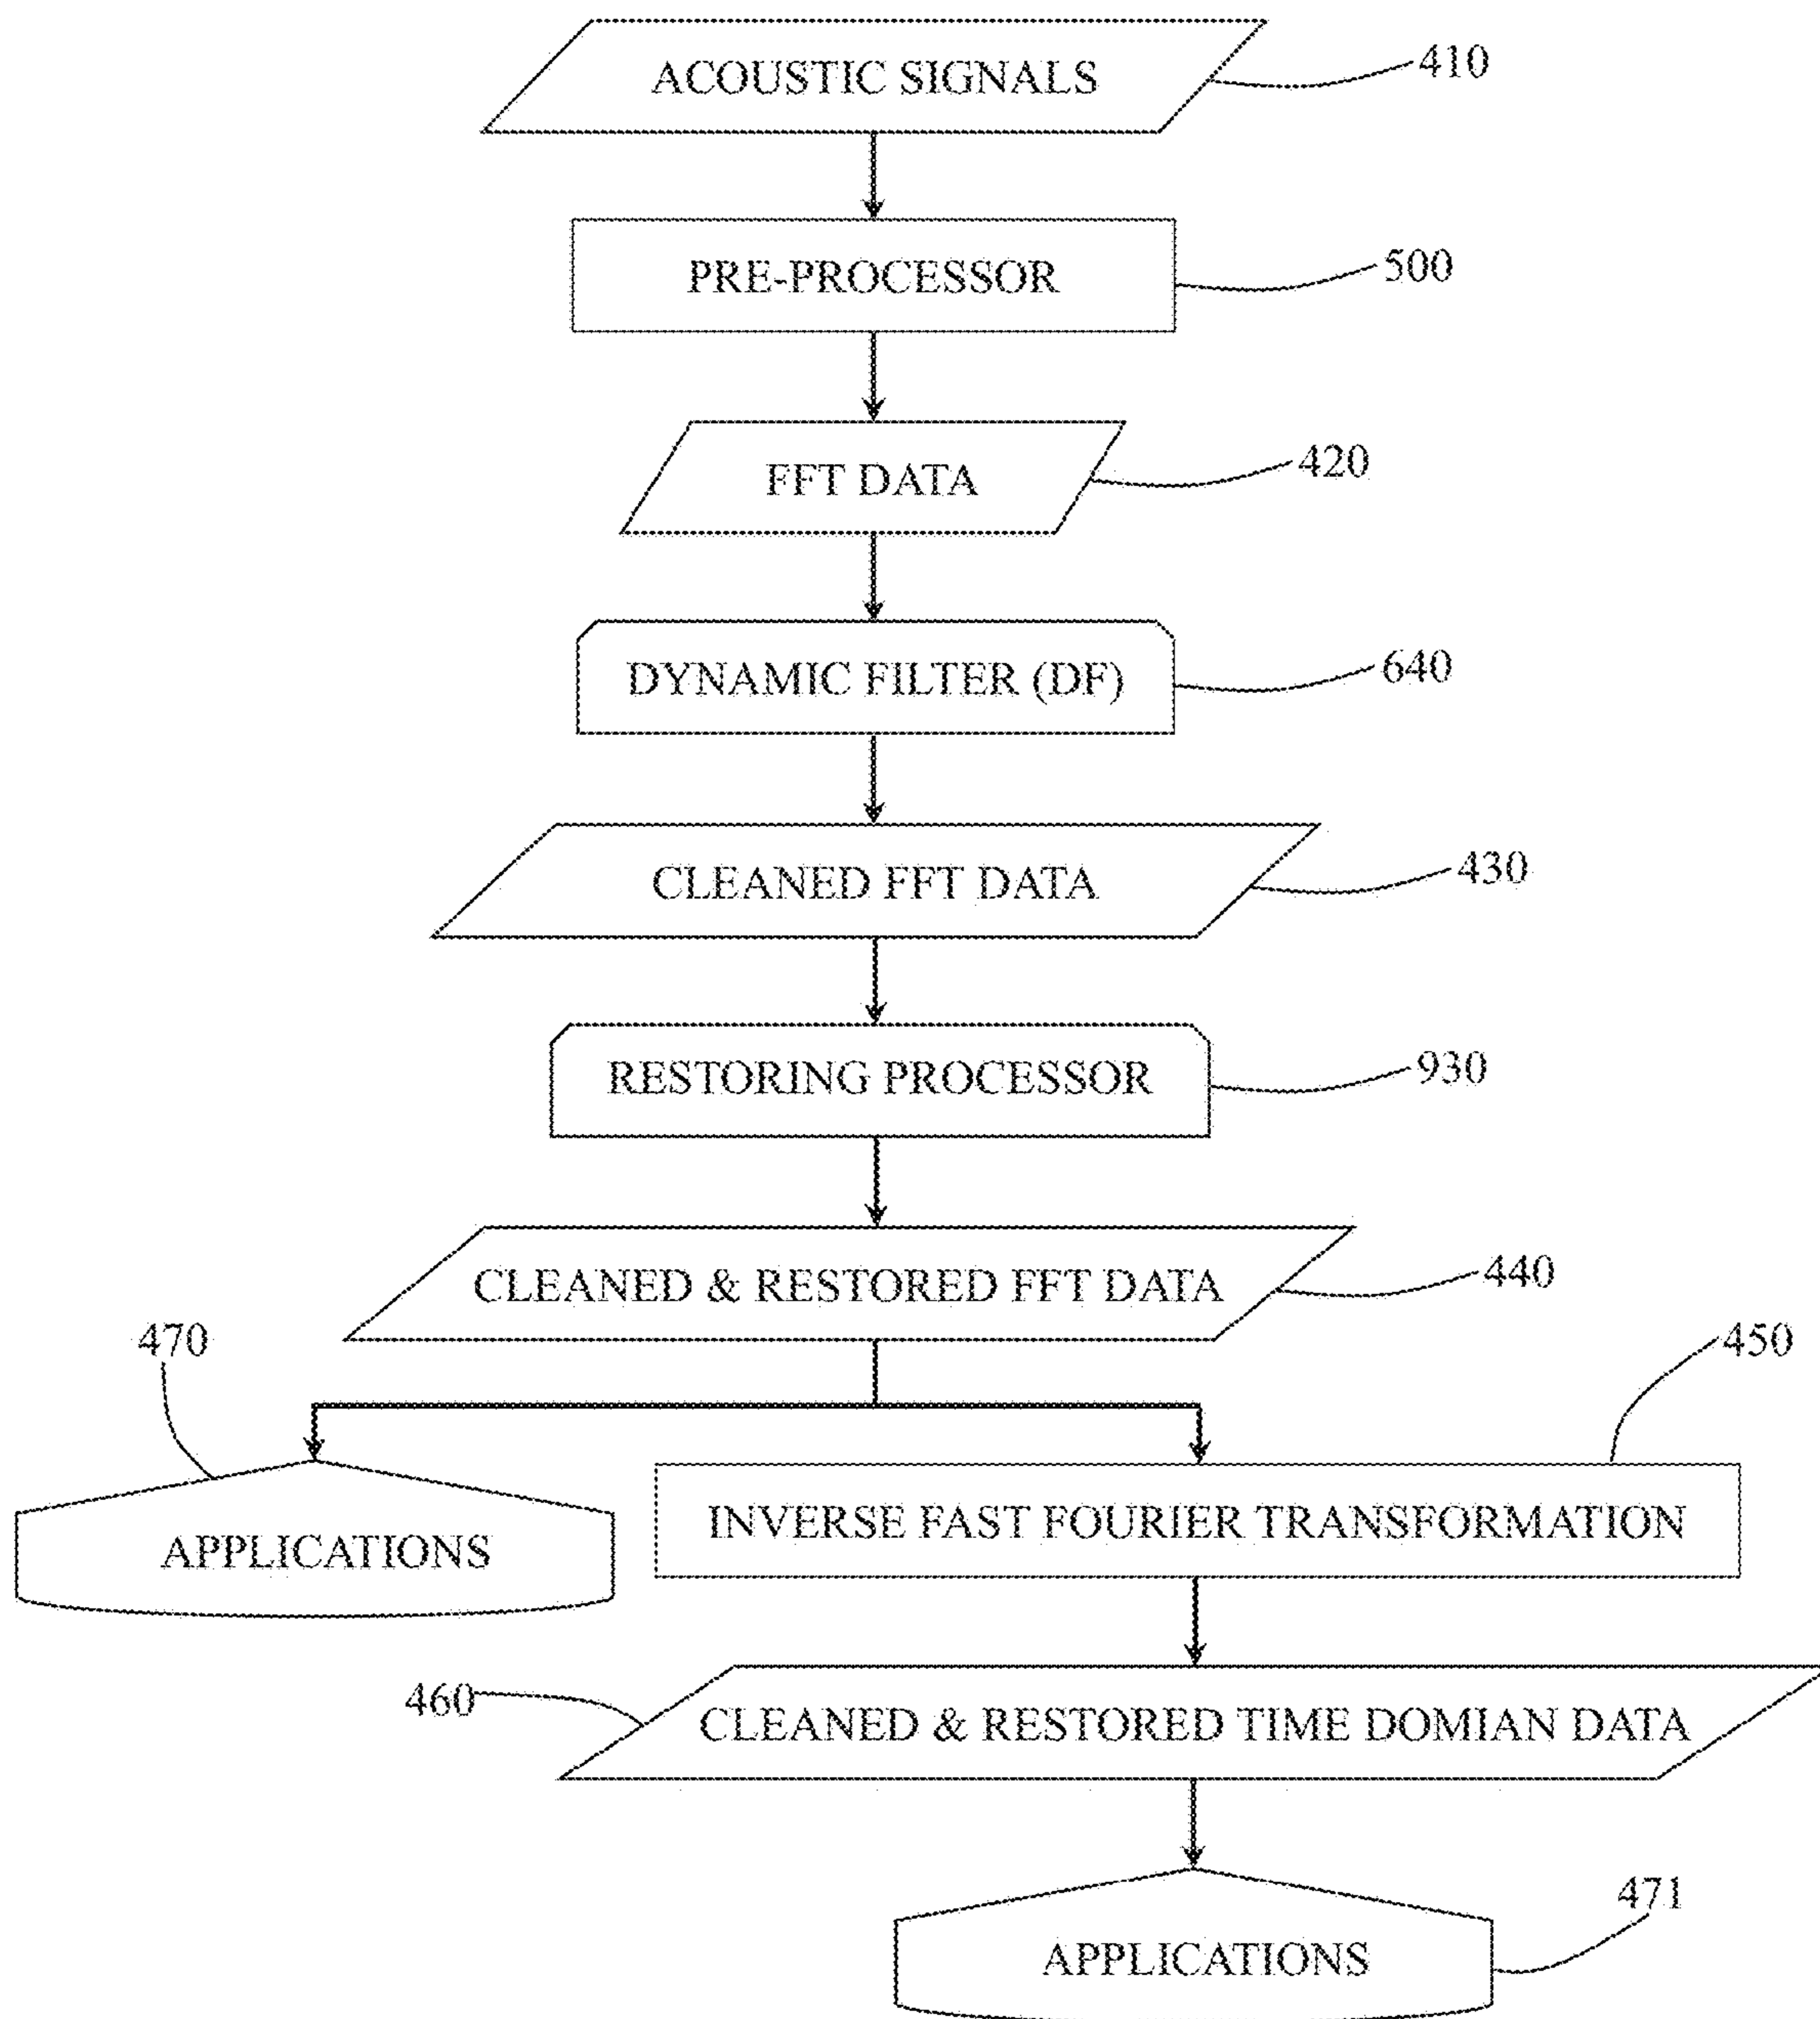 ACOUSTIC SIGNALS
410
PRE-PROCESSOR
500
FFT DATA
420
DYNAMIC FILTER (DF)
640
CLEANED FFT DATA
430
RESTORING PROCESSOR
930
CLEANED & RESTORED FFT DATA
440
470
450
APPLICATIONS
INVERSE FAST FOURIER TRANSFORMATION
460
CLEANED & RESTORED TIME DOMIAN DATA
471
APPLICATIONS